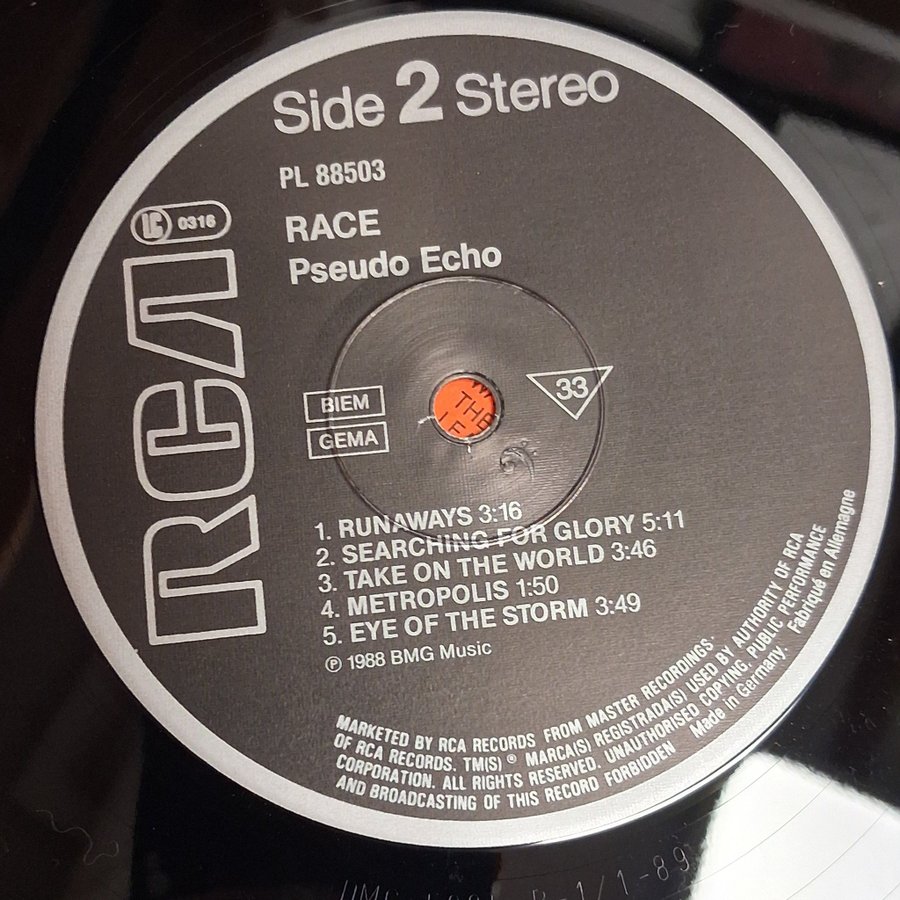 Side 2 Stereo
PL 88503
LC 0316
RACE
Pseudo Echo
RCA
BIEM
GEMA
33
THE
1. RUNAWAYS 3:16
2. SEARCHING FOR GLORY 5:11
3. TAKE ON THE WORLD 3:46
4. METROPOLIS 1:50
5. EYE OF THE STORM 3:49
℗ 1988 BMG Music
MARKETED BY RCA RECORDS FROM MASTER RECORDINGS.
OF RCA RECORDS. TM(S) ® MARCA(S) REGISTRADA(S) USED BY AUTHORITY OF RCA
CORPORATION. ALL RIGHTS RESERVED. UNAUTHORISED COPYING, PUBLIC PERFORMANCE
AND BROADCASTING OF THIS RECORD FORBIDDEN Made in Germany. Fabriqué en Allemagne